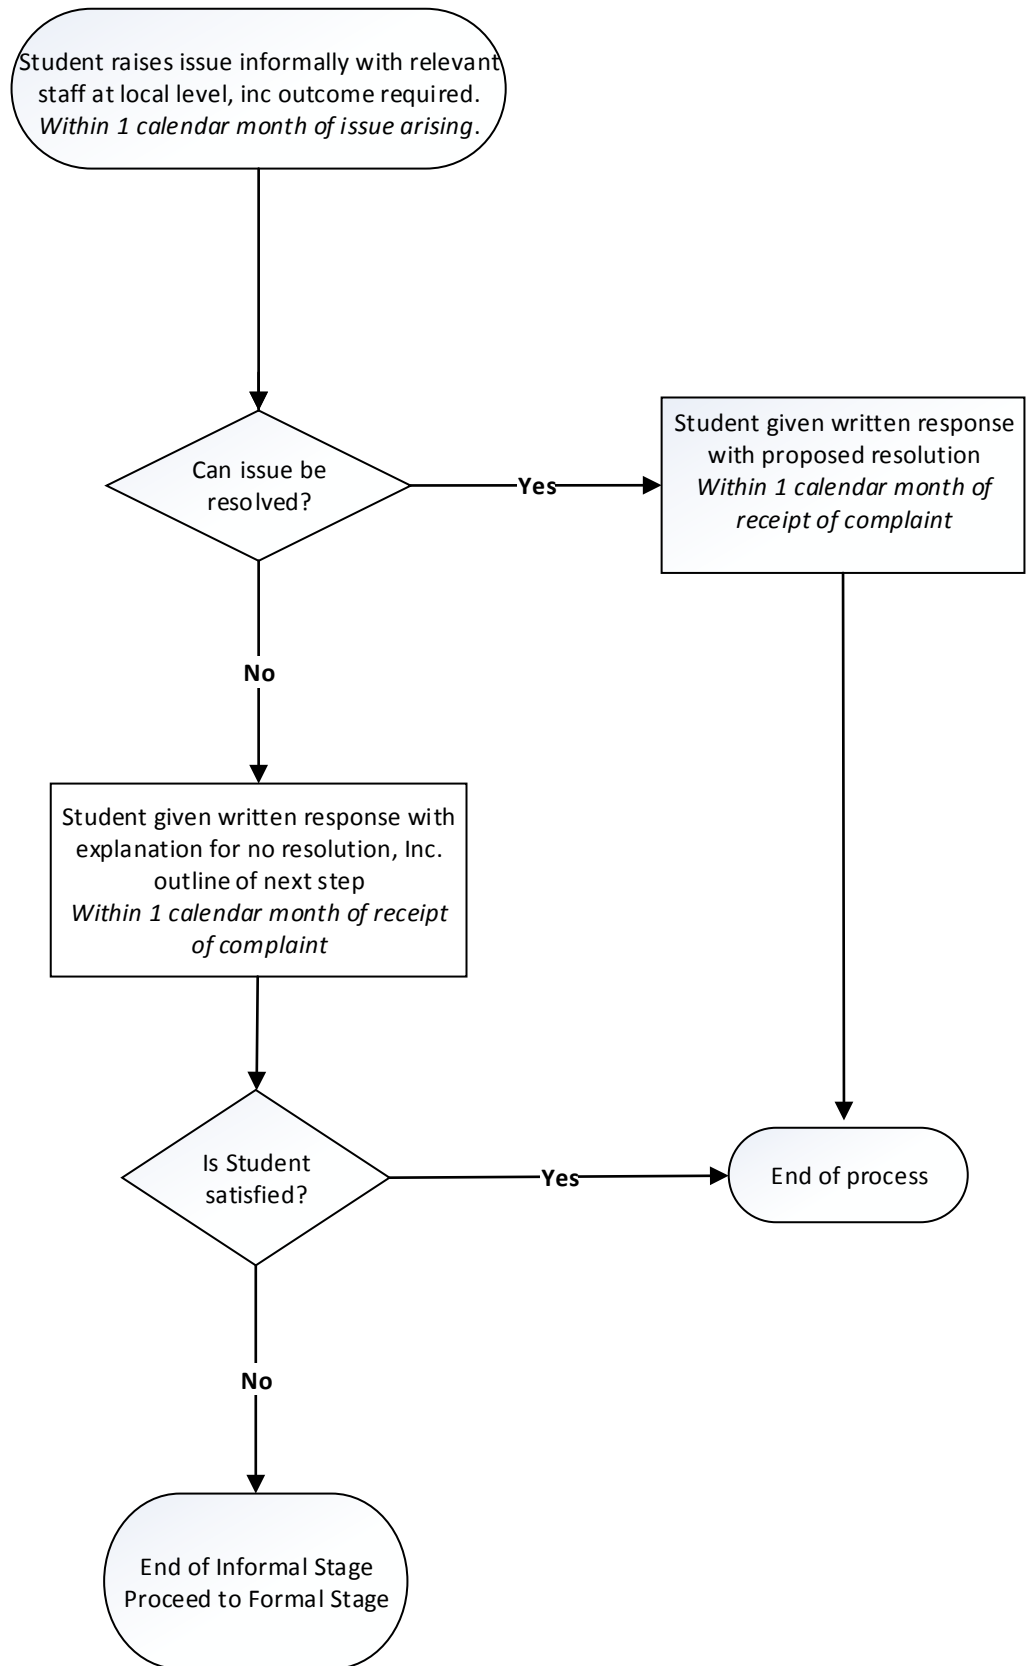 Student raises issue informally with relevant
staff at local level, inc outcome required.
Within 1 calendar month of issue arising.
Can issue be
resolved?
Yes
Student given written response
with proposed resolution
Within 1 calendar month of
receipt of complaint
No
Student given written response with
explanation for no resolution, Inc.
outline of next step
Within 1 calendar month of receipt
of complaint
Is Student
satisfied?
Yes
End of process
No
End of Informal Stage
Proceed to Formal Stage